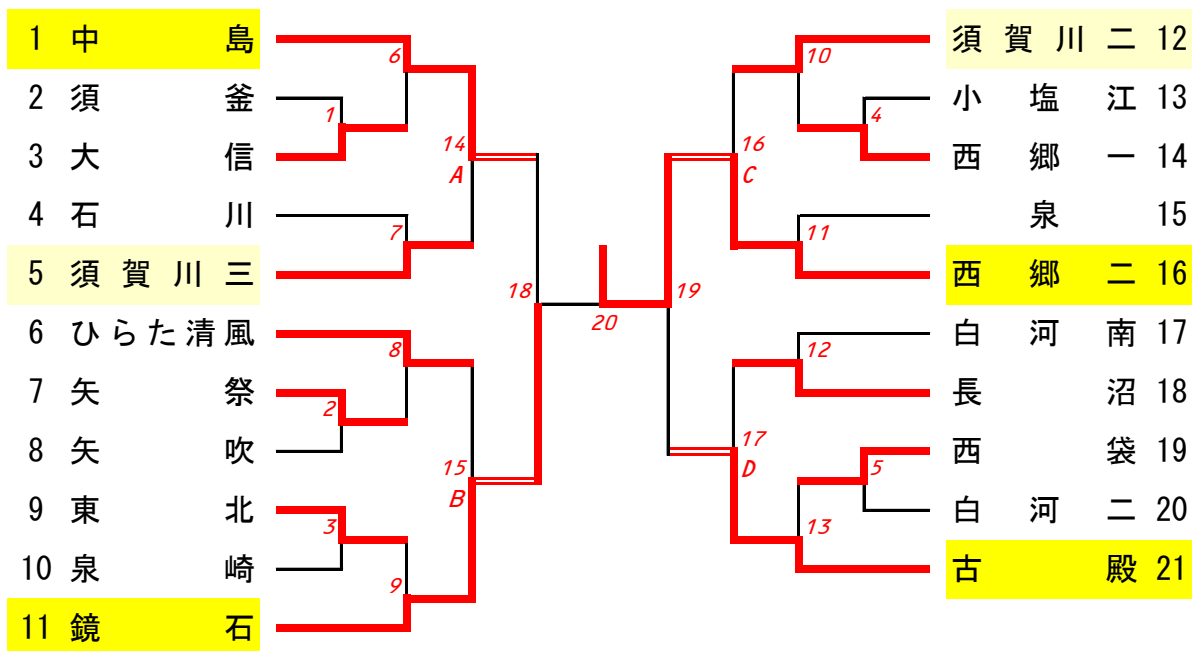 1 中島
2 須釜
3 大信
4 石川
5 須賀川三
6 ひらた清風
7 矢祭
8 矢吹
9 東北
10 泉崎
11 鏡石
6
1
14
A
7
8
2
15
B
3
9
18
20
19
10
4
16
C
11
12
17
D
5
13
須賀川二 12
小塩江 13
西郷一 14
泉 15
西郷二 16
白河南 17
長沼 18
西袋 19
白河二 20
古殿 21